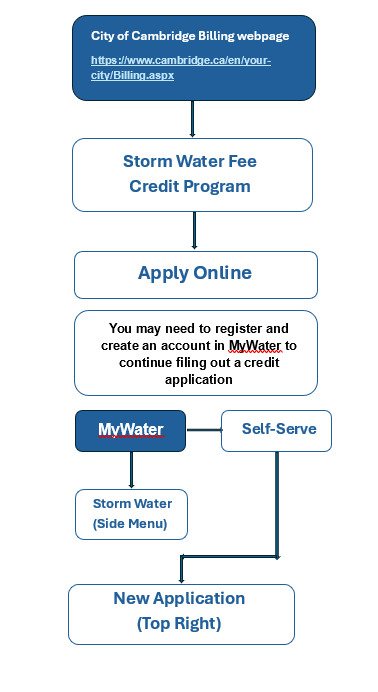 City of Cambridge Billing webpage
https://www.cambridge.ca/en/your-
city/Billing.aspx
Storm Water Fee
Credit Program
Apply Online
You may need to register and
create an account in MyWater to
continue filing out a credit
application
MyWater
Self-Serve
Storm Water
(Side Menu)
New Application
(Top Right)